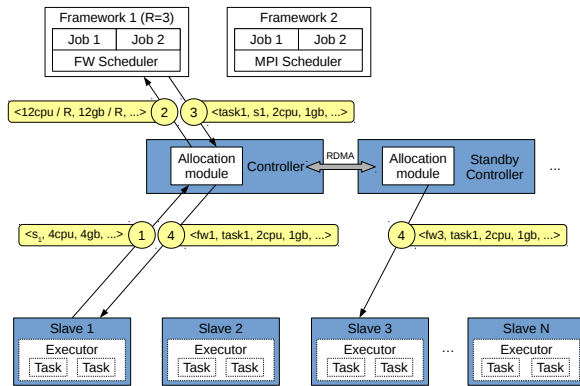 Framework 1 (R=3)
Framework 2
Job 1
Job 2
Job 1
Job 2
FW Scheduler
MPI Scheduler
<12cpu / R, 12gb / R, ...>
2
3
<task1, s1, 2cpu, 1gb, ...>
Allocation
module
Controller
RDMA
Allocation
module
Standby
Controller
...
<s1, 4cpu, 4gb, ...>
1
4
<fw1, task1, 2cpu, 1gb, ...>
4
<fw3, task1, 2cpu, 1gb, ...>
Slave 1
Executor
Task
Task
Slave 2
Executor
Task
Task
Slave 3
Executor
Task
Task
...
Slave N
Executor
Task
Task